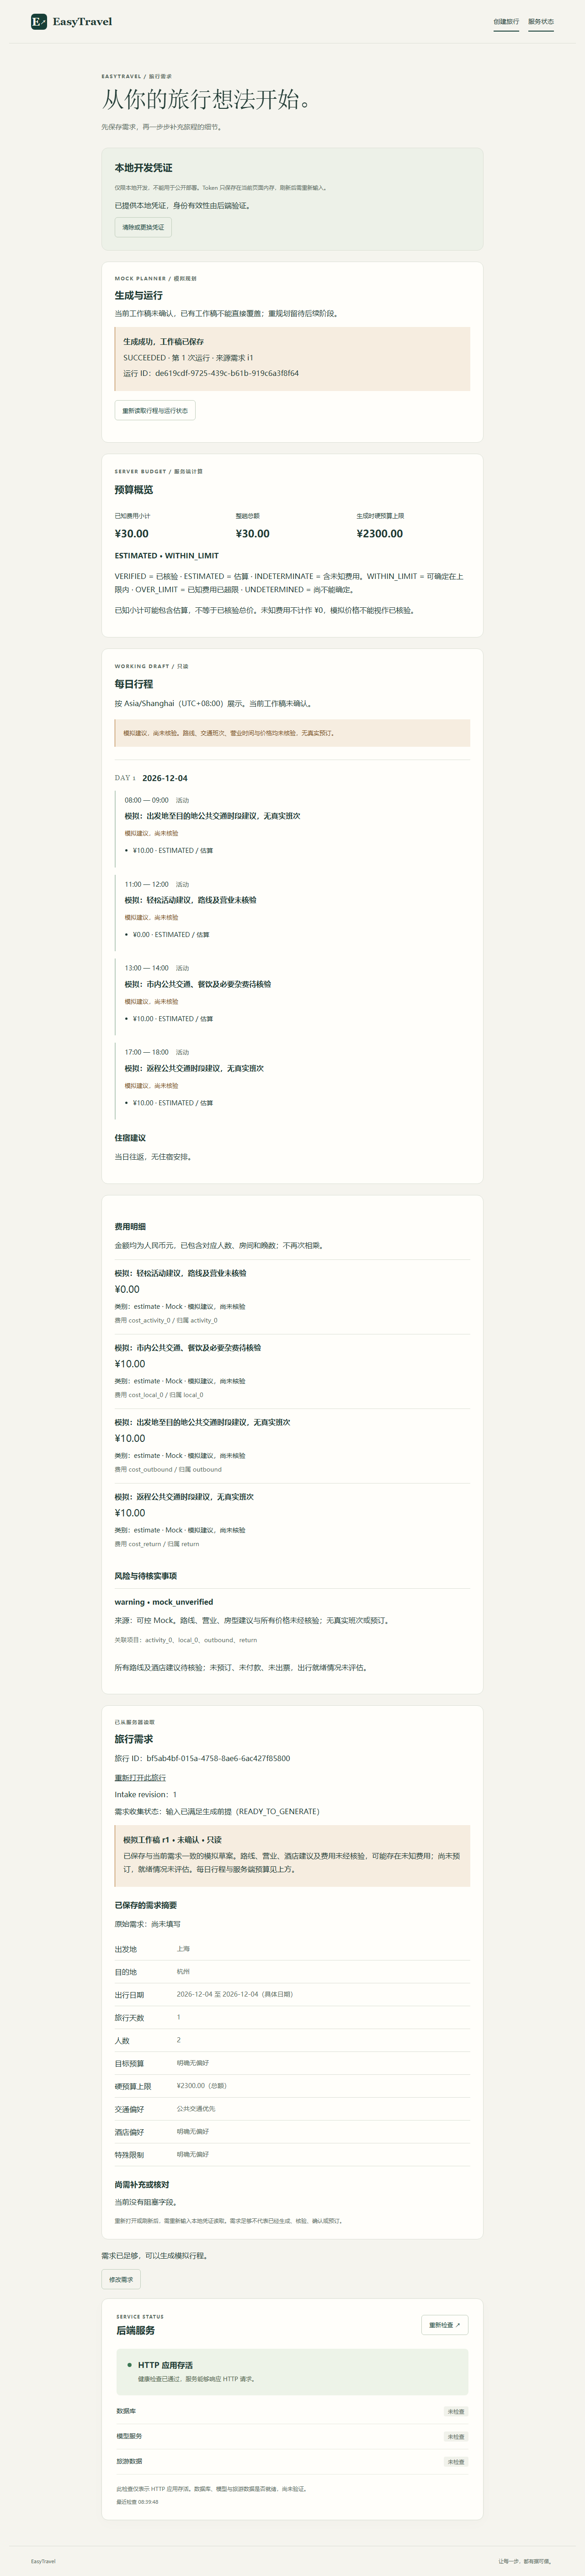 E↗ EasyTravel
创建旅行 服务状态
EASYTRAVEL / 旅行需求
从你的旅行想法开始。
先保存需求，再一步步补充旅程的细节。
本地开发凭证
仅限本地开发，不能用于公开部署。Token 只保存在当前页面内存，刷新后需重新输入。
已提供本地凭证，身份有效性由后端验证。
清除或更换凭证
MOCK PLANNER / 模拟规划
生成与运行
当前工作稿未确认，已有工作稿不能直接覆盖；重规划留待后续阶段。
生成成功，工作稿已保存
SUCCEEDED · 第 1 次运行 · 来源需求 i1
运行 ID：de619cdf-9725-439c-b61b-919c6a3f8f64
重新读取行程与运行状态
SERVER BUDGET / 服务端计算
预算概览
已知费用小计 整趟总额 生成时硬预算上限
¥30.00 ¥30.00 ¥2300.00
ESTIMATED • WITHIN_LIMIT
VERIFIED = 已核验 · ESTIMATED = 估算 · INDETERMINATE = 含未知费用。WITHIN_LIMIT = 可确定在上
限内 · OVER_LIMIT = 已知费用已超限 · UNDETERMINED = 尚不能确定。
已知小计可能包含估算，不等于已核验总价。未知费用不计作 ¥0，模拟价格不能视作已核验。
WORKING DRAFT / 只读
每日行程
按 Asia/Shanghai（UTC+08:00）展示。当前工作稿未确认。
模拟建议，尚未核验。路线、交通班次、营业时间与价格均未核验，无真实预订。
DAY 1 2026-12-04
08:00 — 09:00 活动
模拟：出发地至目的地公共交通时段建议，无真实班次
模拟建议，尚未核验
• ¥10.00 · ESTIMATED / 估算
11:00 — 12:00 活动
模拟：轻松活动建议，路线及营业未核验
模拟建议，尚未核验
• ¥0.00 · ESTIMATED / 估算
13:00 — 14:00 活动
模拟：市内公共交通、餐饮及必要杂费待核验
模拟建议，尚未核验
• ¥10.00 · ESTIMATED / 估算
17:00 — 18:00 活动
模拟：返程公共交通时段建议，无真实班次
模拟建议，尚未核验
• ¥10.00 · ESTIMATED / 估算
住宿建议
当日往返，无住宿安排。
费用明细
金额均为人民币元，已包含对应人数、房间和晚数；不再次相乘。
模拟：轻松活动建议，路线及营业未核验
¥0.00
类别：estimate · Mock · 模拟建议，尚未核验
费用 cost_activity_0 / 归属 activity_0
模拟：市内公共交通、餐饮及必要杂费待核验
¥10.00
类别：estimate · Mock · 模拟建议，尚未核验
费用 cost_local_0 / 归属 local_0
模拟：出发地至目的地公共交通时段建议，无真实班次
¥10.00
类别：estimate · Mock · 模拟建议，尚未核验
费用 cost_outbound / 归属 outbound
模拟：返程公共交通时段建议，无真实班次
¥10.00
类别：estimate · Mock · 模拟建议，尚未核验
费用 cost_return / 归属 return
风险与待核实事项
warning • mock_unverified
来源：可控 Mock。路线、营业、房型建议与所有价格未经核验；无真实班次或预订。
关联项目：activity_0、local_0、outbound、return
所有路线及酒店建议待核验；未预订、未付款、未出票，出行就绪情况未评估。
已从服务器读取
旅行需求
旅行 ID：bf5ab4bf-015a-4758-8ae6-6ac427f85800
重新打开此旅行
Intake revision：1
需求收集状态：输入已满足生成前提（READY_TO_GENERATE）
模拟工作稿 r1 • 未确认 • 只读
已保存与当前需求一致的模拟草案。路线、营业、酒店建议及费用未经核验，可能存在未知费用；尚未预
订，就绪情况未评估。每日行程与服务端预算见上方。
已保存的需求摘要
原始需求：尚未填写
出发地 上海
目的地 杭州
出行日期 2026-12-04 至 2026-12-04（具体日期）
旅行天数 1
人数 2
目标预算 明确无偏好
硬预算上限 ¥2300.00（总额）
交通偏好 公共交通优先
酒店偏好 明确无偏好
特殊限制 明确无偏好
尚需补充或核对
当前没有阻塞字段。
重新打开或刷新后，需重新输入本地凭证读取。需求足够不代表已经生成、核验、确认或预订。
需求已足够，可以生成模拟行程。
修改需求
SERVICE STATUS
后端服务
重新检查 ↗
HTTP 应用存活
健康检查已通过，服务能够响应 HTTP 请求。
数据库 未检查
模型服务 未检查
旅游数据 未检查
此检查仅表示 HTTP 应用存活。数据库、模型与旅游数据是否就绪，尚未验证。
最近检查 08:39:48
EasyTravel
让每一步，都有据可循。